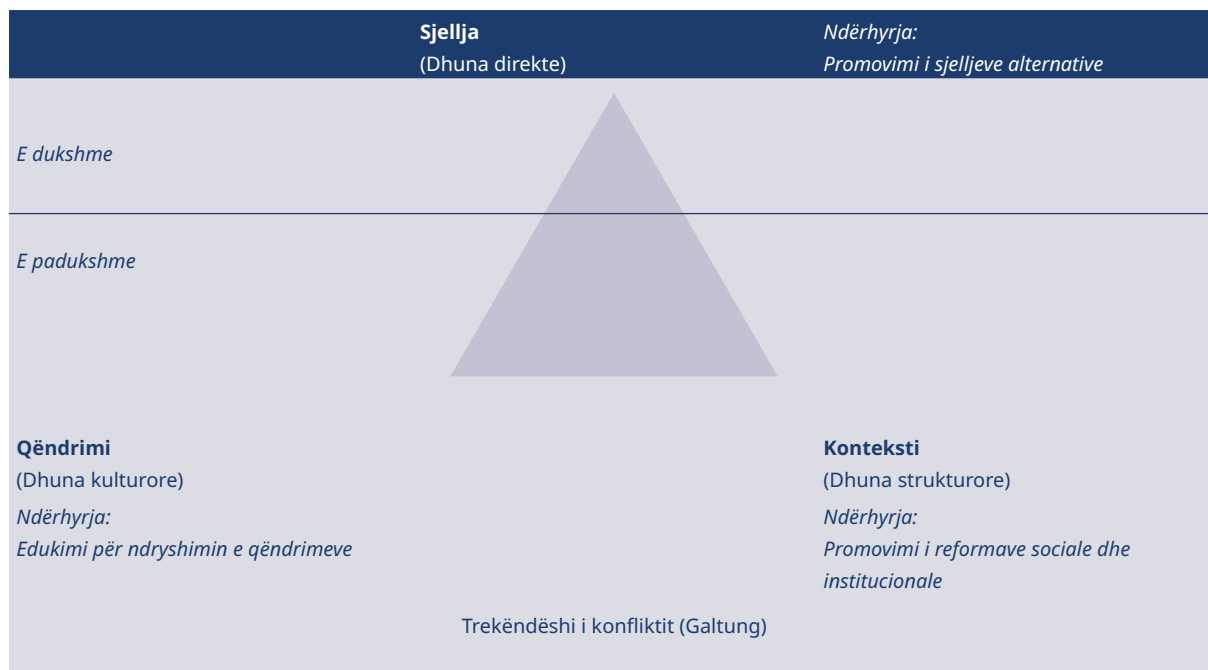 Sjellja
(Dhuna direkte)
Ndërhyrja:
Promovimi i sjelljeve alternative
E dukshme
E padukshme
Qëndrimi
(Dhuna kulturore)
Ndërhyrja:
Edukimi për ndryshimin e qëndrimeve
Konteksti
(Dhuna strukturore)
Ndërhyrja:
Promovimi i reformave sociale dhe
institucionale
Trekëndëshi i konfliktit (Galtung)